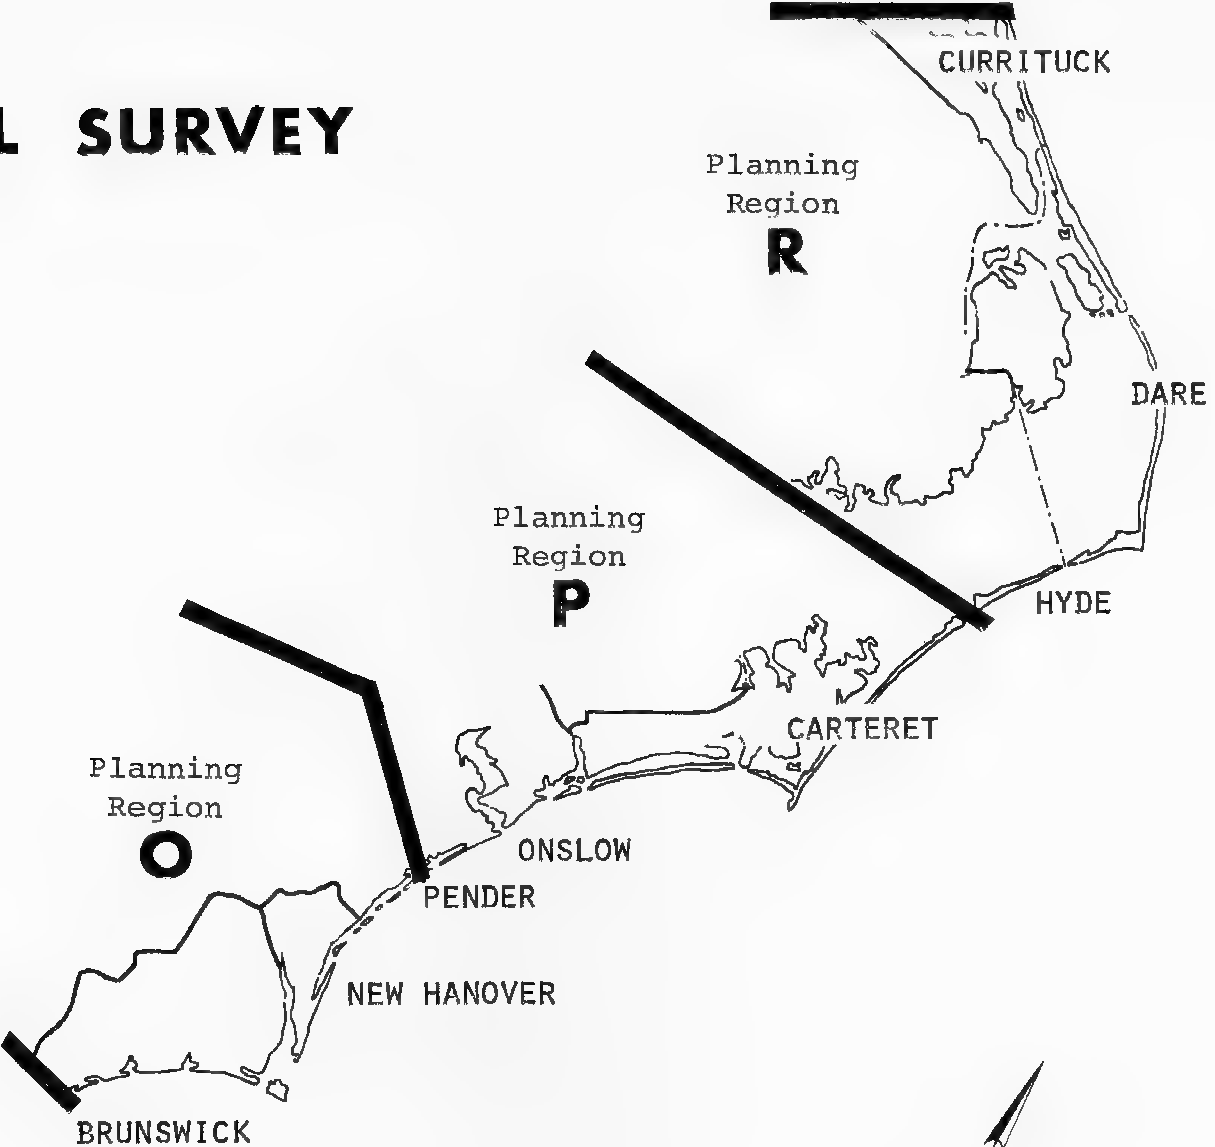 CURRITUCK
L SURVEY
Planning
Region
R
DARE
Planning
Region
P
HYDE
CARTERET
Planning
Region
O
ONSLOW
PENDER
NEW HANOVER
BRUNSWICK